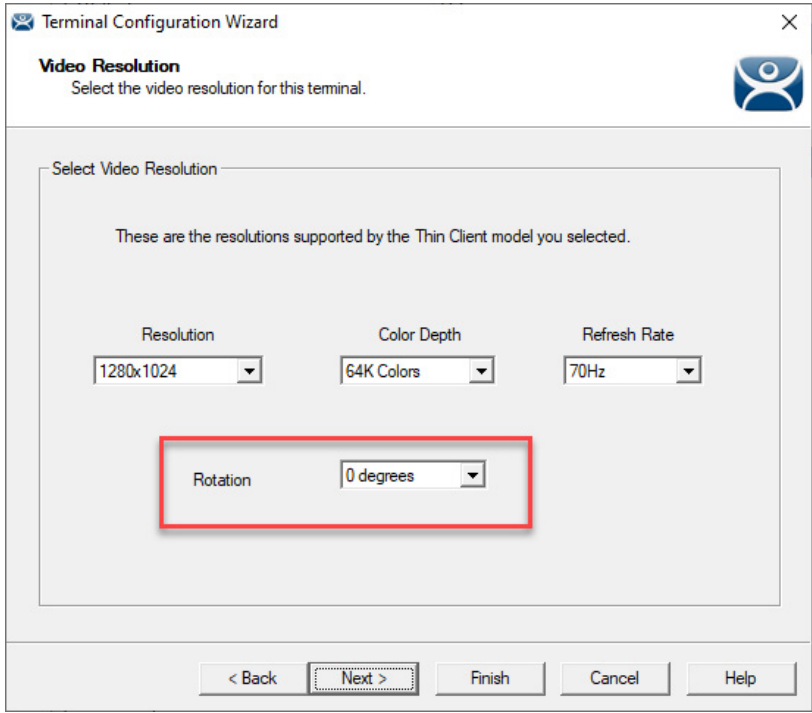 Terminal Configuration Wizard
Video Resolution
Select the video resolution for this terminal.
Select Video Resolution
These are the resolutions supported by the Thin Client model you selected.
Resolution Color Depth Refresh Rate
1280x1024 64K Colors 70Hz
Rotation 0 degrees
< Back Next > Finish Cancel Help